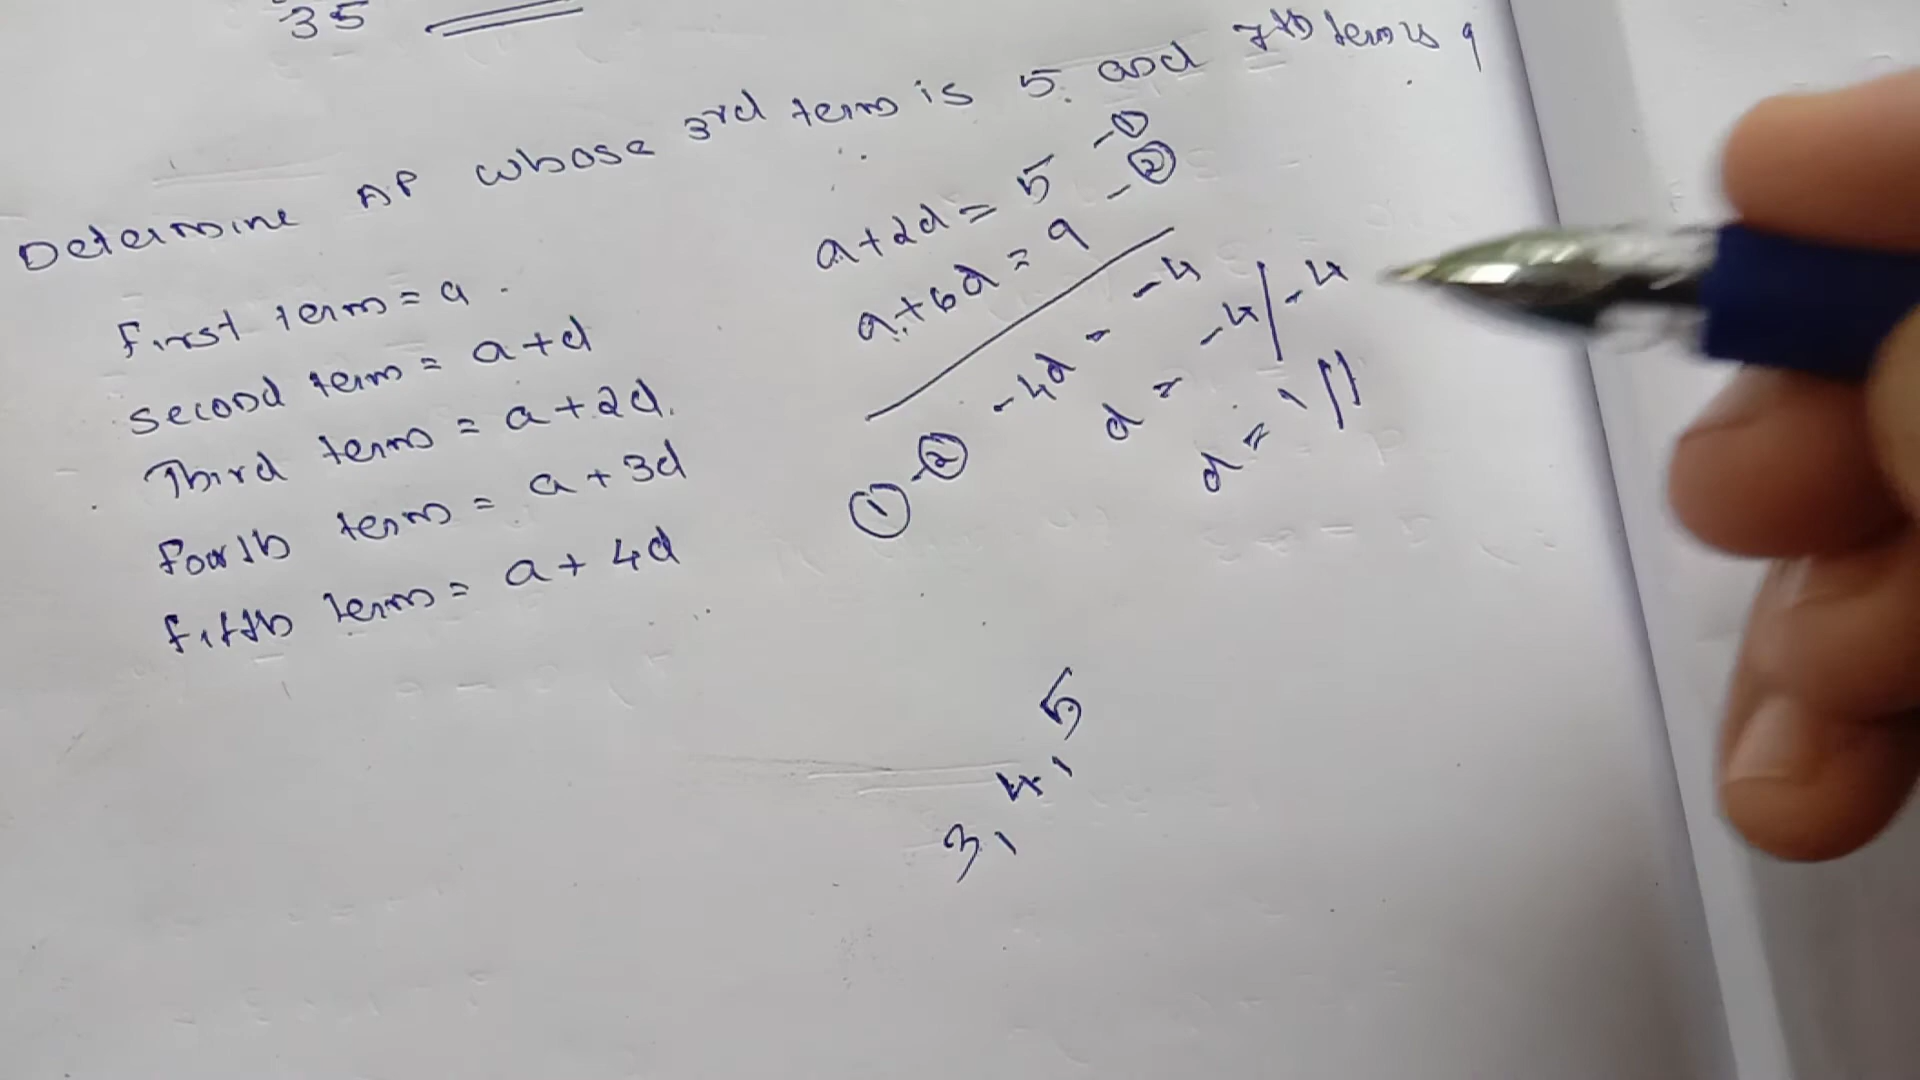 35
Determine AP whose 3rd term is 5 and 7th term is 9
First term = a
second term = a+d
Third term = a+2d
Fourth term = a+3d
Fifth term = a+4d
a+2d = 5 -①
a+6d = 9 -②
①-② -4d = -4
d = -4/-4
d = 1//
3, 4, 5